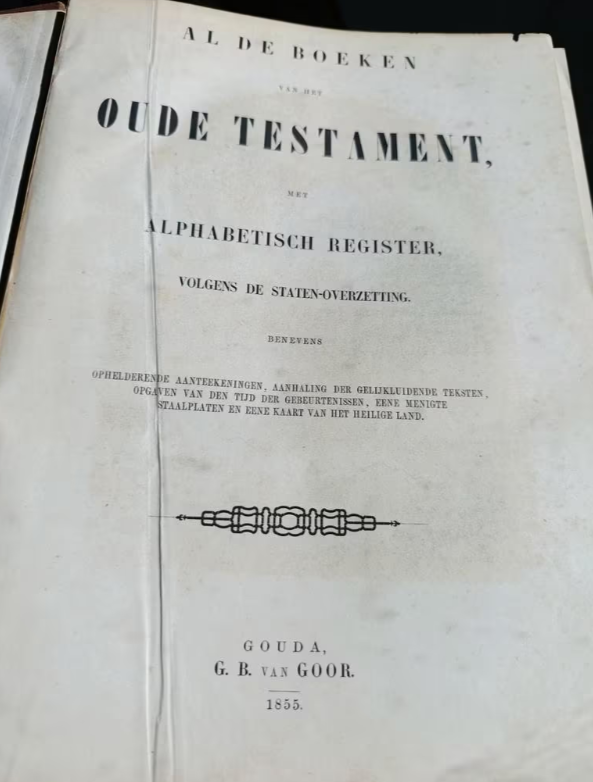 AL DE BOEKEN
VAN HET
OUDE TESTAMENT,
MET
ALPHABETISCH REGISTER,
VOLGENS DE STATEN-OVERZETTING.
BENEVENS
OPHELDERENDE AANTEEKENINGEN, AANHALING DER GELIJKLUIDENDE TEKSTEN,
OPGAVEN VAN DEN TIJD DER GEBEURTENISSEN, EENE MENIGTE
STAALPLATEN EN EENE KAART VAN HET HEILIGE LAND.
GOUDA,
G. B. VAN GOOR.
1855.